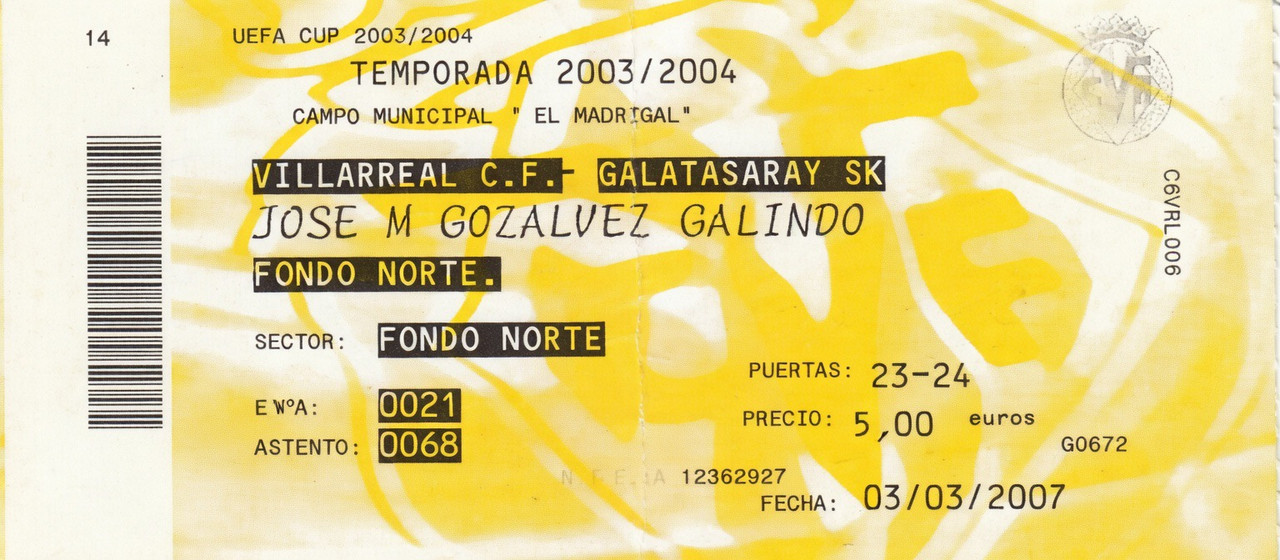 14
UEFA CUP 2003/2004
TEMPORADA 2003/2004
CAMPO MUNICIPAL " EL MADRIGAL"
VILLARREAL C.F.- GALATASARAY SK
JOSE M GOZALVEZ GALINDO
FONDO NORTE.
SECTOR: FONDO NORTE
PUERTAS: 23-24
E WºA: 0021
PRECIO: 5,00 euros
ASTENTO: 0068
G0672
12362927
FECHA: 03/03/2007
C6VRL006